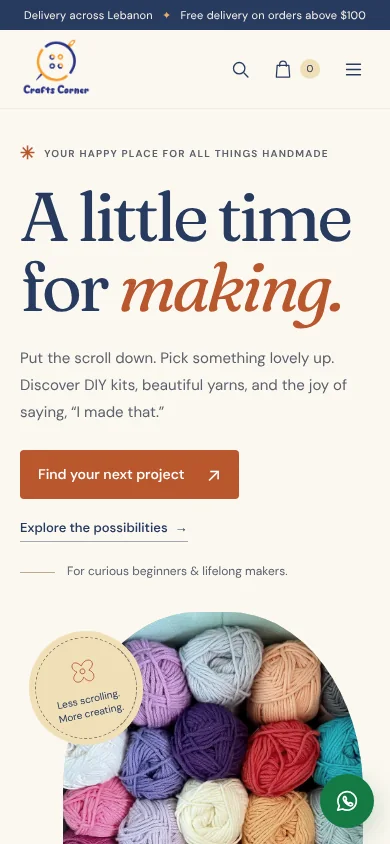 Delivery across Lebanon ✦ Free delivery on orders above $100
Crafts Corner
0
YOUR HAPPY PLACE FOR ALL THINGS HANDMADE
A little time
for making.
Put the scroll down. Pick something lovely up.
Discover DIY kits, beautiful yarns, and the joy of
saying, “I made that.”
Find your next project ↗
Explore the possibilities →
For curious beginners & lifelong makers.
Less scrolling.
More creating.